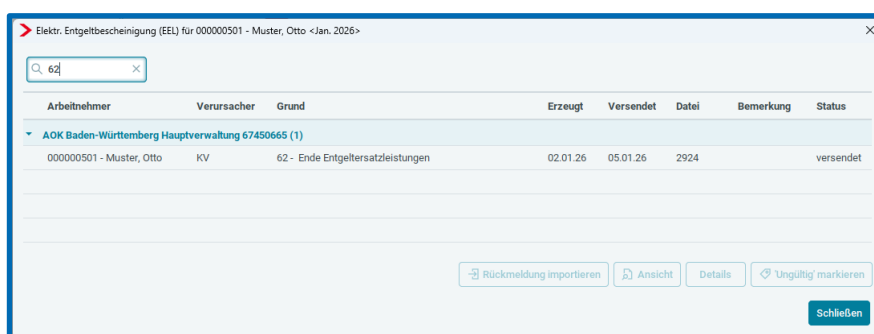 Elektr. Entgeltbescheinigung (EEL) für 000000501 - Muster, Otto <Jan. 2026>
62
Arbeitnehmer Verursacher Grund Erzeugt Versendet Datei Bemerkung Status
AOK Baden-Württemberg Hauptverwaltung 67450665 (1)
000000501 - Muster, Otto KV 62 - Ende Entgeltersatzleistungen 02.01.26 05.01.26 2924 versendet
Rückmeldung importieren Ansicht Details 'Ungültig' markieren
Schließen